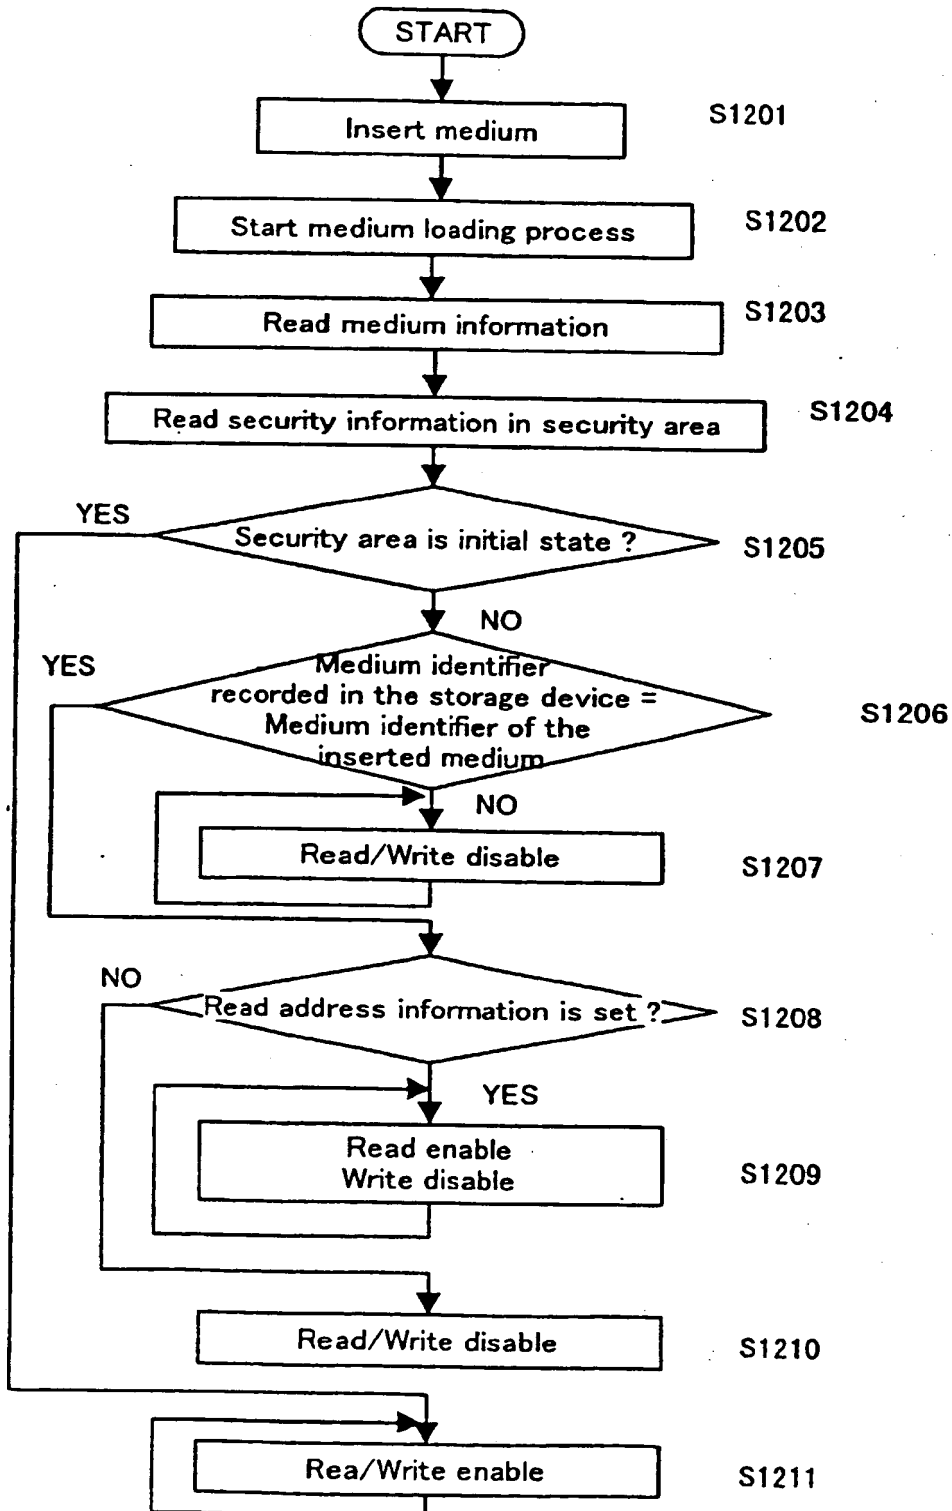 START
Insert medium
S1201
Start medium loading process
S1202
Read medium information
S1203
Read security information in security area
S1204
YES
Security area is initial state ?
S1205
NO
YES
Medium identifier
recorded in the storage device =
Medium identifier of the
inserted medium
S1206
NO
Read/Write disable
S1207
NO
Read address information is set ?
S1208
YES
Read enable
Write disable
S1209
Read/Write disable
S1210
Rea/Write enable
S1211